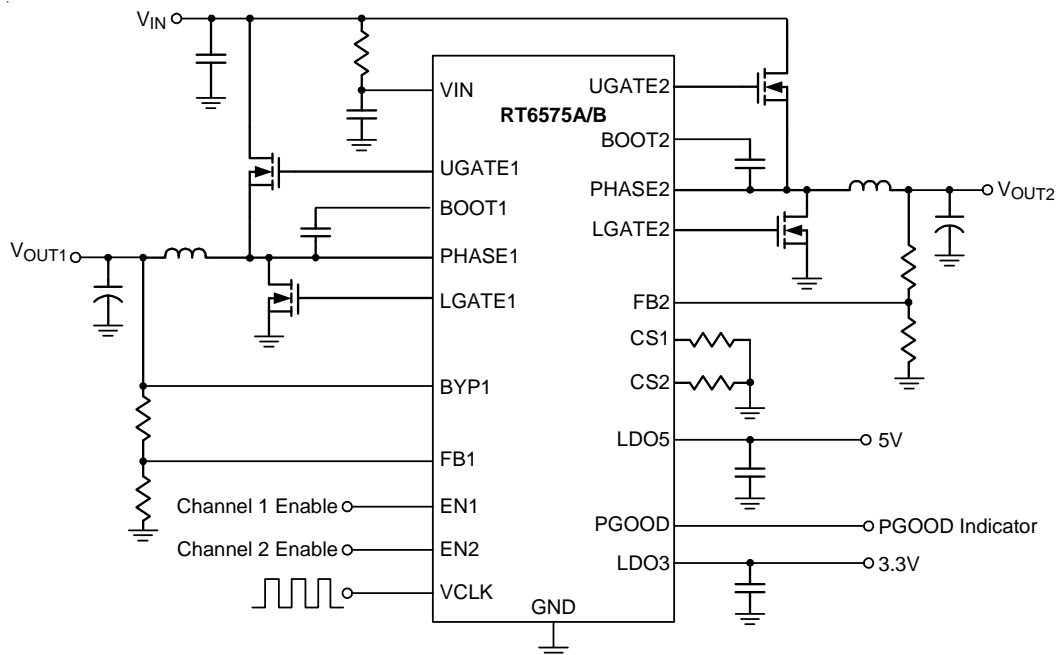 VIN
VIN
RT6575A/B
UGATE2
BOOT2
UGATE1
PHASE2
VOUT2
BOOT1
LGATE2
VOUT1
PHASE1
LGATE1
FB2
CS1
BYP1
CS2
LDO5
5V
FB1
Channel 1 Enable
EN1
PGOOD
PGOOD Indicator
Channel 2 Enable
EN2
LDO3
3.3V
VCLK
GND